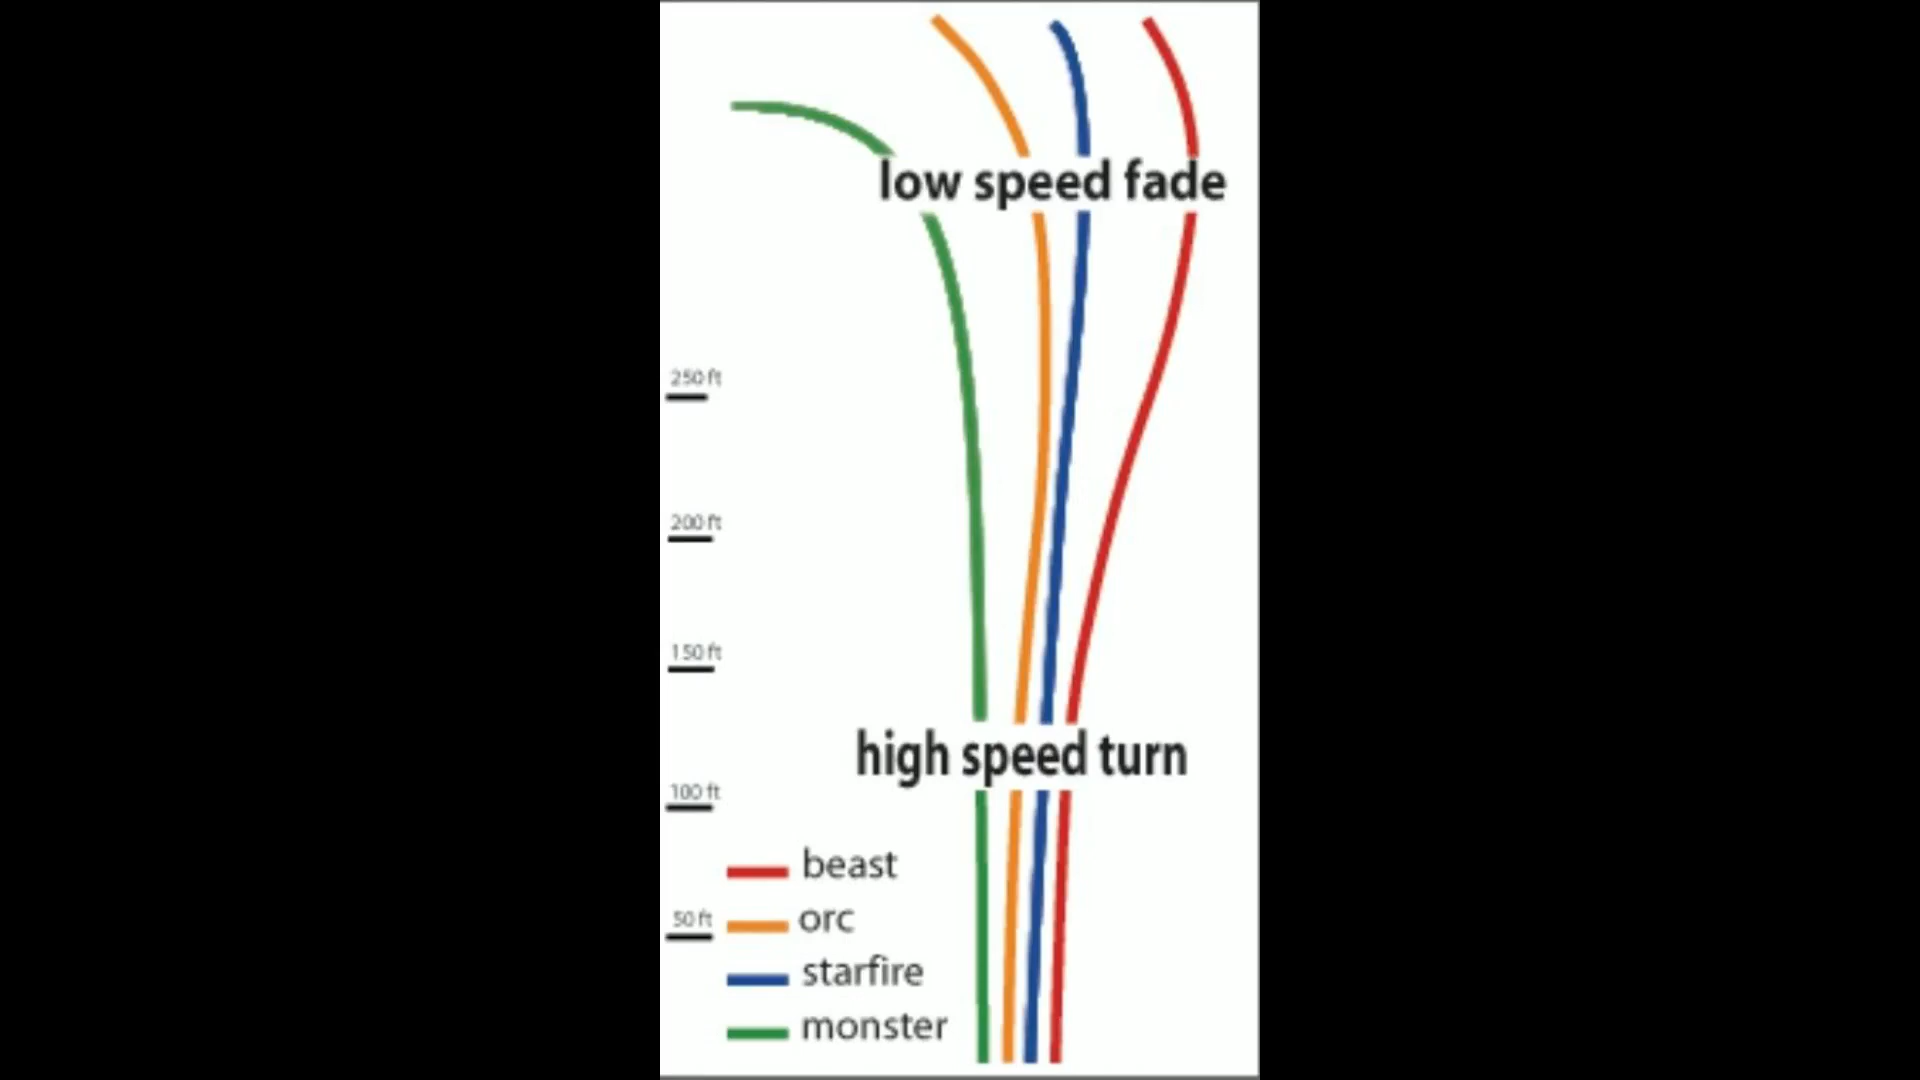 low speed fade
250 ft
200 ft
150 ft
high speed turn
100 ft
beast
50 ft
orc
starfire
monster